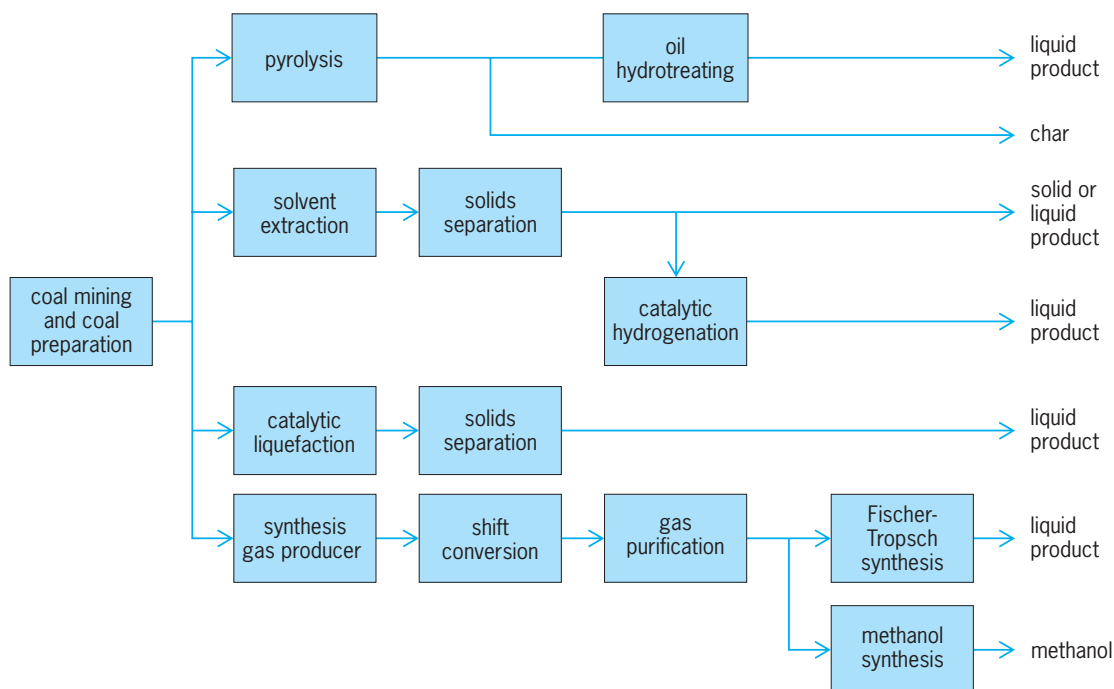 pyrolysis
oil
hydrotreating
liquid
product
char
solvent
extraction
solids
separation
solid or
liquid
product
coal mining
and coal
preparation
catalytic
hydrogenation
liquid
product
catalytic
liquefaction
solids
separation
liquid
product
synthesis
gas producer
shift
conversion
gas
purification
Fischer-
Tropsch
synthesis
liquid
product
methanol
synthesis
methanol